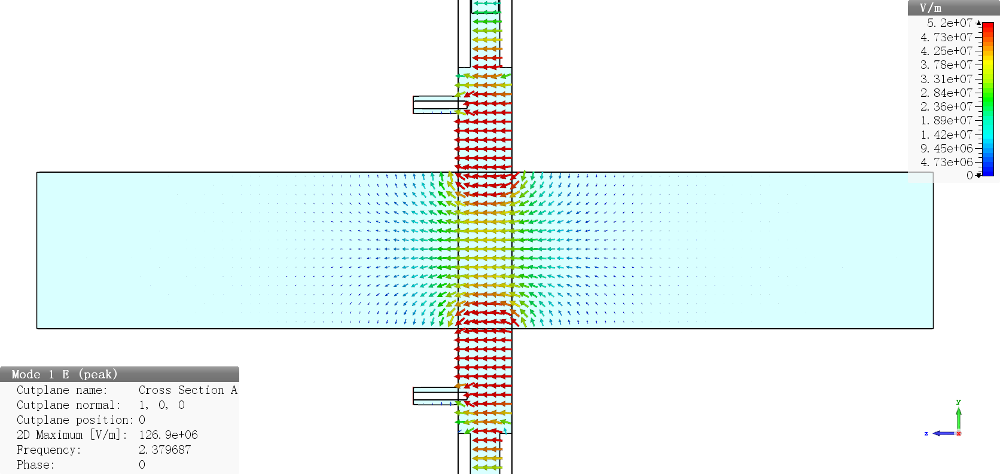 V/m
5.2e+07
4.73e+07
4.25e+07
3.78e+07
3.31e+07
2.84e+07
2.36e+07
1.89e+07
1.42e+07
9.45e+06
4.73e+06
0
Mode 1 E (peak)
Cutplane name: Cross Section A
Cutplane normal: 1, 0, 0
Cutplane position: 0
2D Maximum [V/m]: 126.9e+06
Frequency: 2.379687
Phase: 0
y
z
x